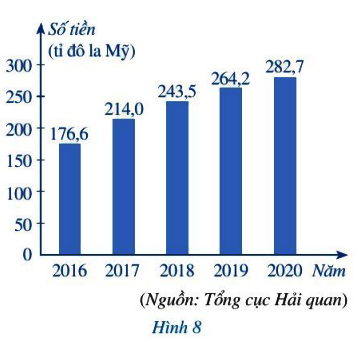 Số tiền
(tỉ đô la Mỹ)
300
250
200
150
100
50
0
176,6
214,0
243,5
264,2
282,7
2016 2017 2018 2019 2020 Năm
(Nguồn: Tổng cục Hải quan)
Hình 8